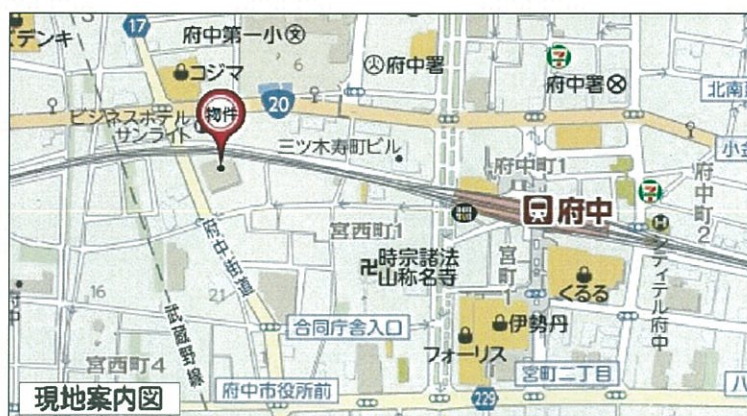 デンキ
17
府中第一小
文
コジマ
6
府中署
府中署
20
ビジネスホテル
サンライト
物件
三ツ木寿町ビル
府中町1
府中町2
府中
宮西町1
宮町1
時宗諸法
山称名寺
シティテル府中
くるる
府中街道
16
21
武蔵野線
合同庁舎入口
伊勢丹
フォーリス
宮西町4
宮町二丁目
府中市役所前
229
現地案内図